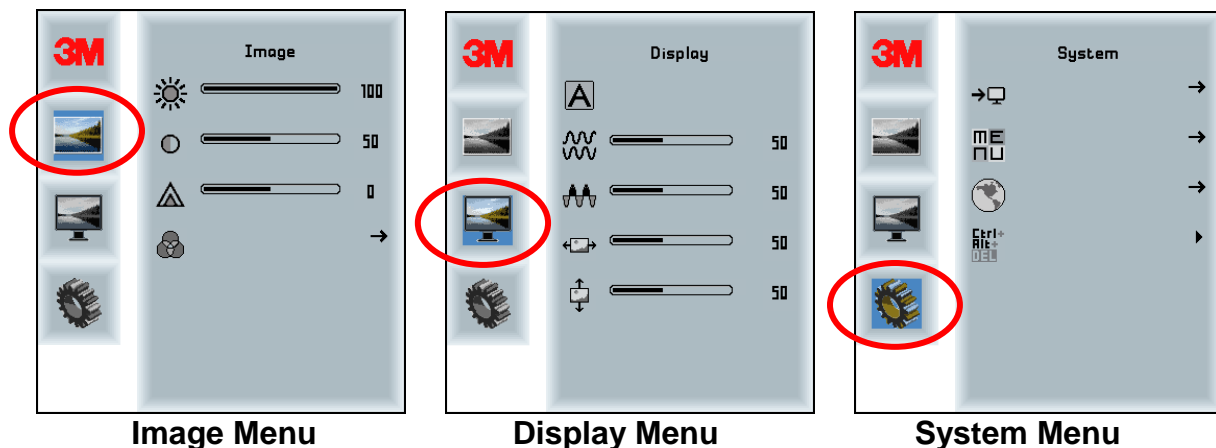 3M
Image
100
50
0
Image Menu
3M
Display
A
50
50
50
50
Display Menu
3M
System
ME
NU
Ctrl+
Alt+
DEL
System Menu